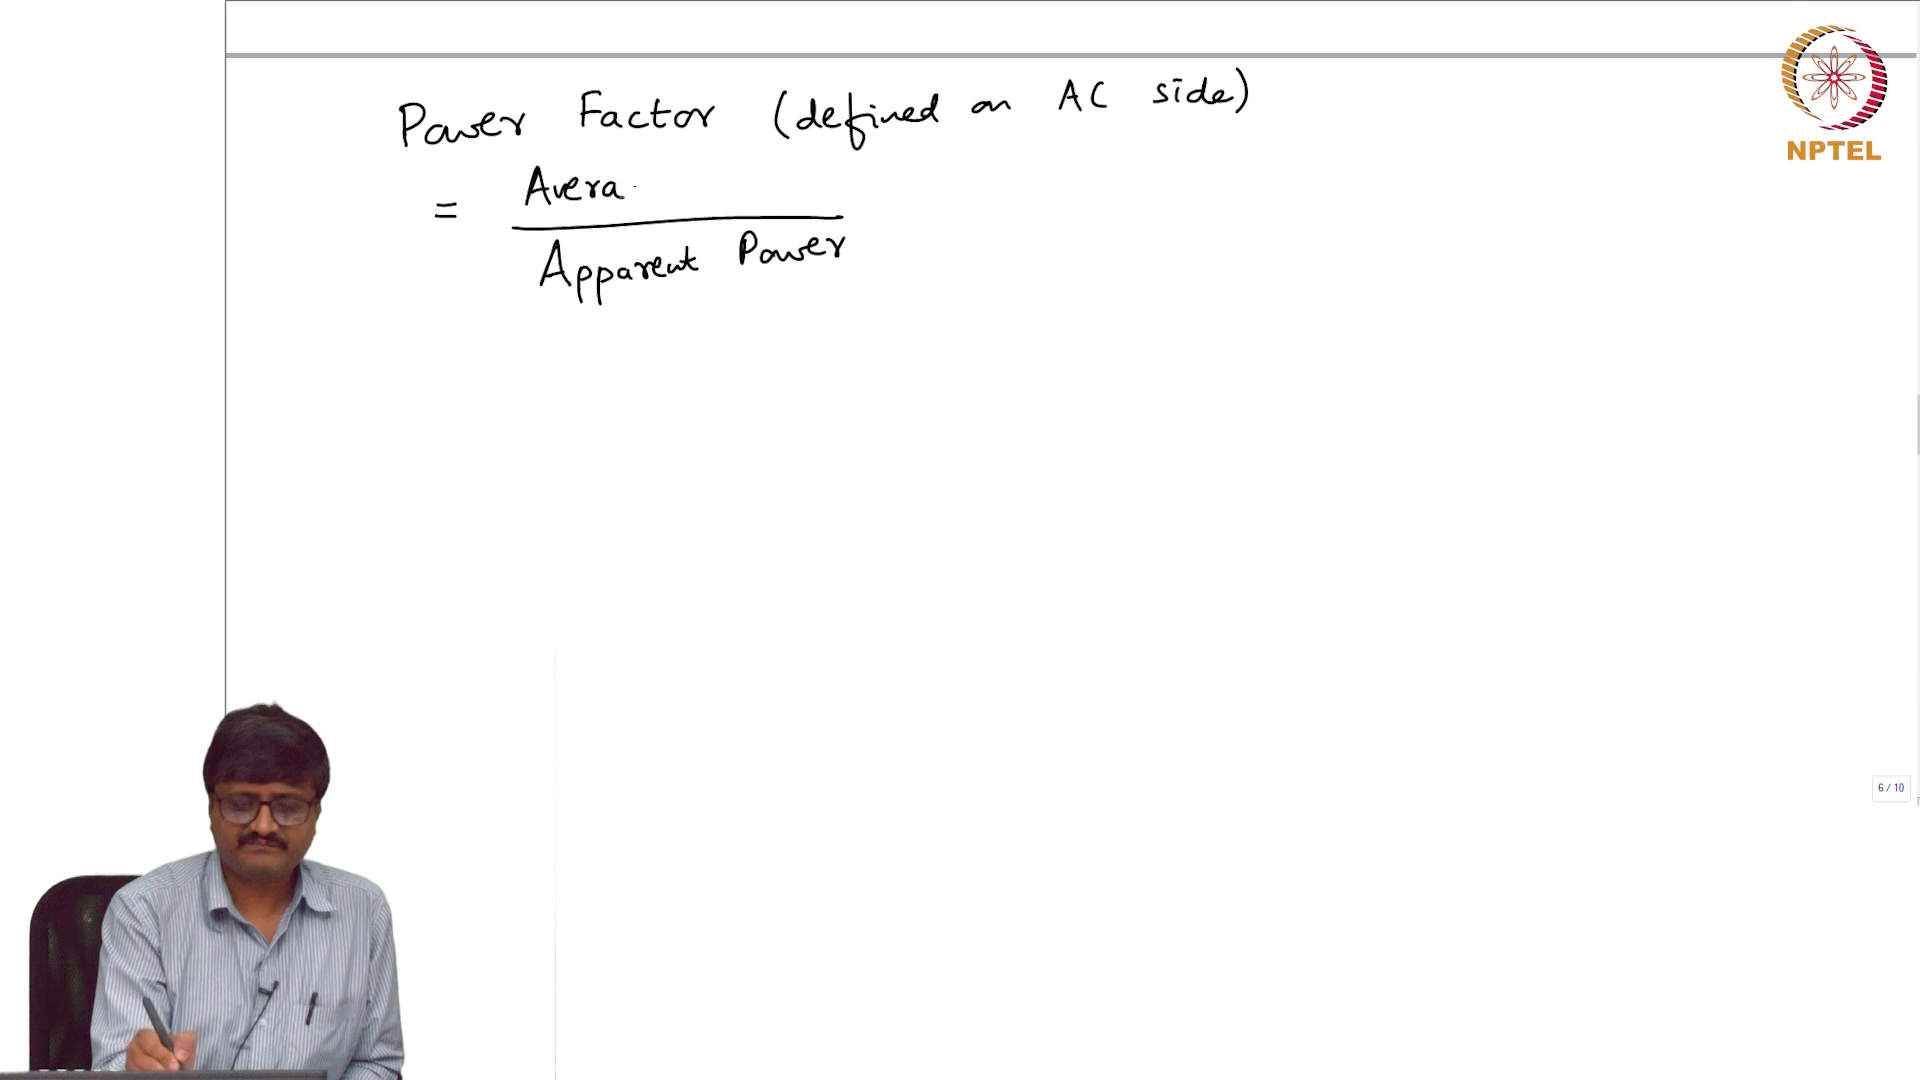 Power Factor (defined on AC side)
= Avera
Apparent Power
NPTEL
6 / 10